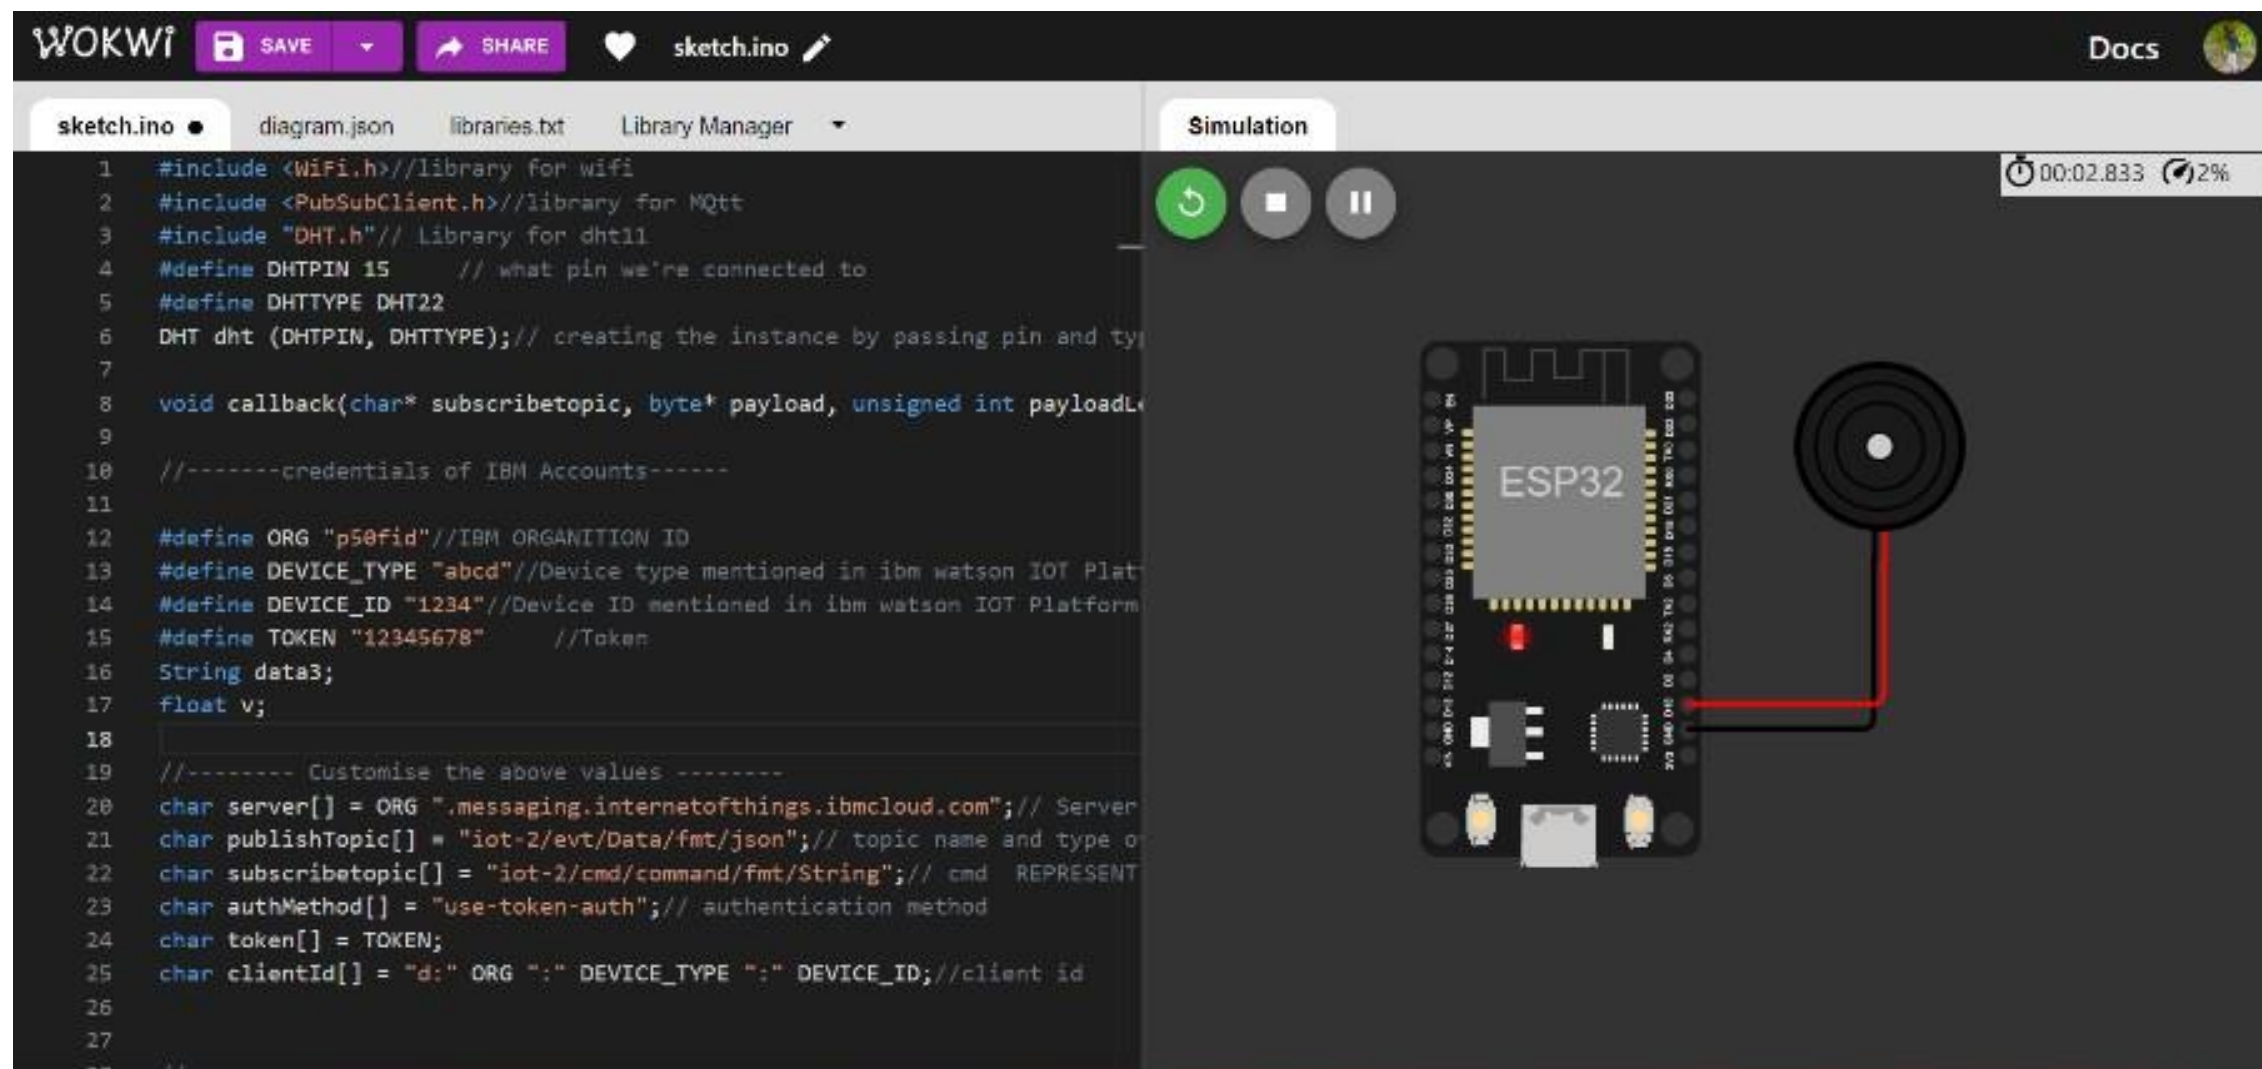 WOKWi SAVE SHARE sketch.ino Docs
sketch.ino ● diagram.json libraries.txt Library Manager
Simulation
00:02.833 2%
1 #include <WiFi.h>//library for wifi
2 #include <PubSubClient.h>//library for MQtt
3 #include "DHT.h"// Library for dht11
4 #define DHTPIN 15 // what pin we're connected to
5 #define DHTTYPE DHT22
6 DHT dht (DHTPIN, DHTTYPE);// creating the instance by passing pin and typ
7
8 void callback(char* subscribetopic, byte* payload, unsigned int payloadLe
9
10 //-------credentials of IBM Accounts------
11
12 #define ORG "p50fid"//IBM ORGANITION ID
13 #define DEVICE_TYPE "abcd"//Device type mentioned in ibm watson IOT Plat
14 #define DEVICE_ID "1234"//Device ID mentioned in ibm watson IOT Platform
15 #define TOKEN "12345678" //Token
16 String data3;
17 float v;
18
19 //-------- Customise the above values --------
20 char server[] = ORG ".messaging.internetofthings.ibmcloud.com";// Server
21 char publishTopic[] = "iot-2/evt/Data/fmt/json";// topic name and type o
22 char subscribetopic[] = "iot-2/cmd/command/fmt/String";// cmd REPRESENT
23 char authMethod[] = "use-token-auth";// authentication method
24 char token[] = TOKEN;
25 char clientId[] = "d:" ORG ":" DEVICE_TYPE ":" DEVICE_ID;//client id
26
27
ESP32